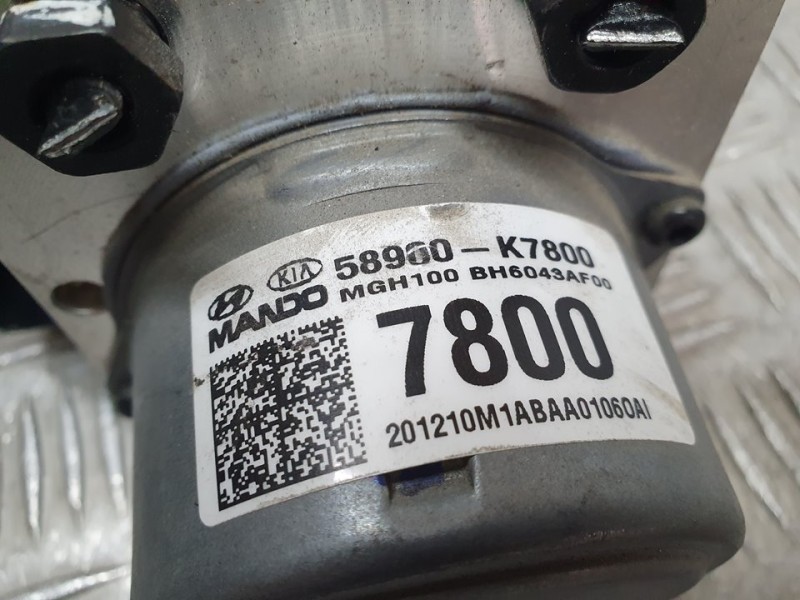 KIA 58960-K7800
MANDO MGH100 BH6043AF00
7800
201210M1ABAA01060AI